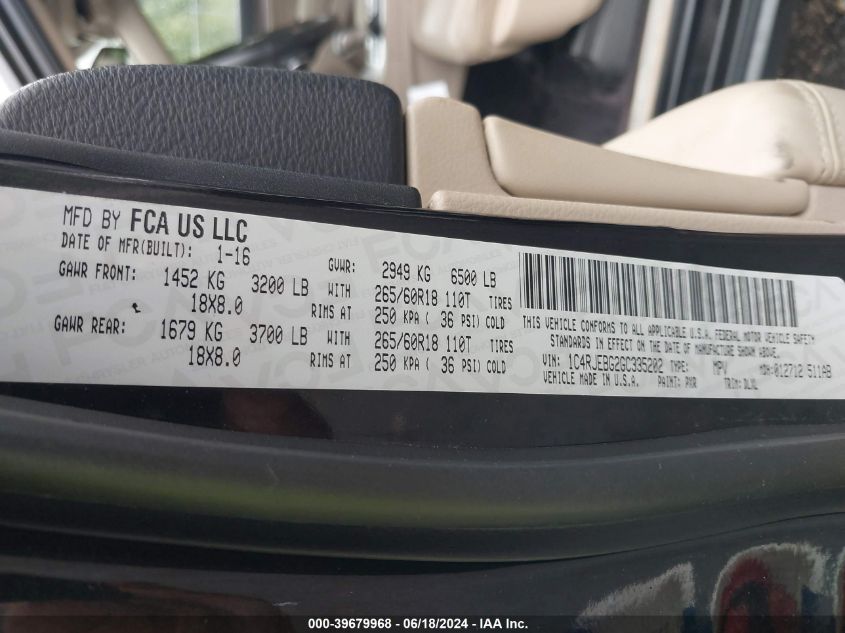 MFD BY FCA US LLC
DATE OF MFR(BUILT): 1-16 GVWR: 2949 KG 6500 LB
GAWR FRONT: 1452 KG 3200 LB WITH 265/60R18 110T TIRES
18X8.0 RIMS AT 250 KPA ( 36 PSI) COLD
GAWR REAR: 1679 KG 3700 LB WITH 265/60R18 110T TIRES
18X8.0 RIMS AT 250 KPA ( 36 PSI) COLD
THIS VEHICLE CONFORMS TO ALL APPLICABLE U.S.A. FEDERAL MOTOR VEHICLE SAFETY
STANDARDS IN EFFECT ON THE DATE OF MANUFACTURE SHOWN ABOVE.
VIN: 1C4RJEBG2GC335202 TYPE: MPV MDH: 012712 511AB
VEHICLE MADE IN U.S.A. PAINT: PXR TRIM: DLVL
000-39679968 - 06/18/2024 - IAA Inc.